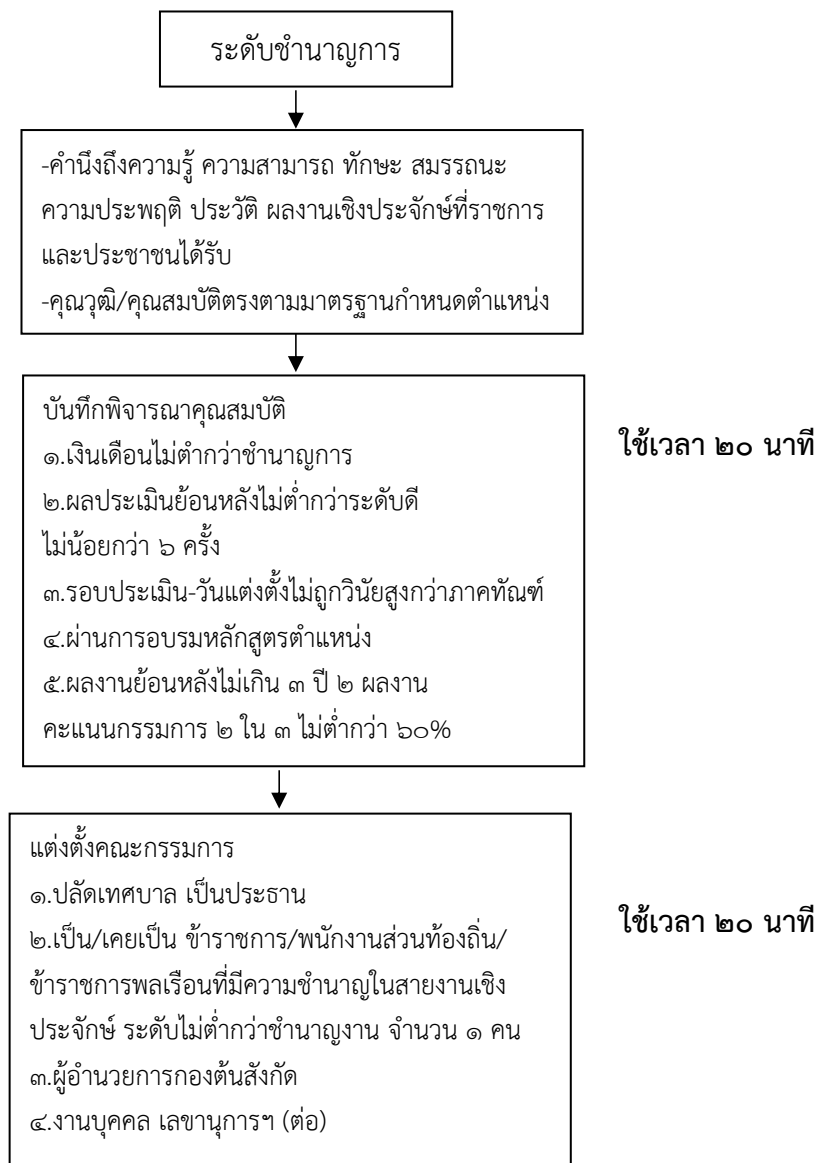 ระดับชำนาญการ
-คำนึงถึงความรู้ ความสามารถ ทักษะ สมรรถนะ
ความประพฤติ ประวัติ ผลงานเชิงประจักษ์ที่ราชการ
และประชาชนได้รับ
-คุณวุฒิ/คุณสมบัติตรงตามมาตรฐานกำหนดตำแหน่ง
บันทึกพิจารณาคุณสมบัติ
๑.เงินเดือนไม่ตำกว่าชำนาญการ
๒.ผลประเมินย้อนหลังไม่ต่ำกว่าระดับดี
ไม่น้อยกว่า ๖ ครั้ง
๓.รอบประเมิน-วันแต่งตั้งไม่ถูกวินัยสูงกว่าภาคทัณฑ์
๔.ผ่านการอบรมหลักสูตรตำแหน่ง
๕.ผลงานย้อนหลังไม่เกิน ๓ ปี ๒ ผลงาน
คะแนนกรรมการ ๒ ใน ๓ ไม่ต่ำกว่า ๖๐%
ใช้เวลา ๒๐ นาที
แต่งตั้งคณะกรรมการ
๑.ปลัดเทศบาล เป็นประธาน
๒.เป็น/เคยเป็น ข้าราชการ/พนักงานส่วนท้องถิ่น/
ข้าราชการพลเรือนที่มีความชำนาญในสายงานเชิง
ประจักษ์ ระดับไม่ต่ำกว่าชำนาญงาน จำนวน ๑ คน
๓.ผู้อำนวยการกองต้นสังกัด
๔.งานบุคคล เลขานุการฯ (ต่อ)
ใช้เวลา ๒๐ นาที